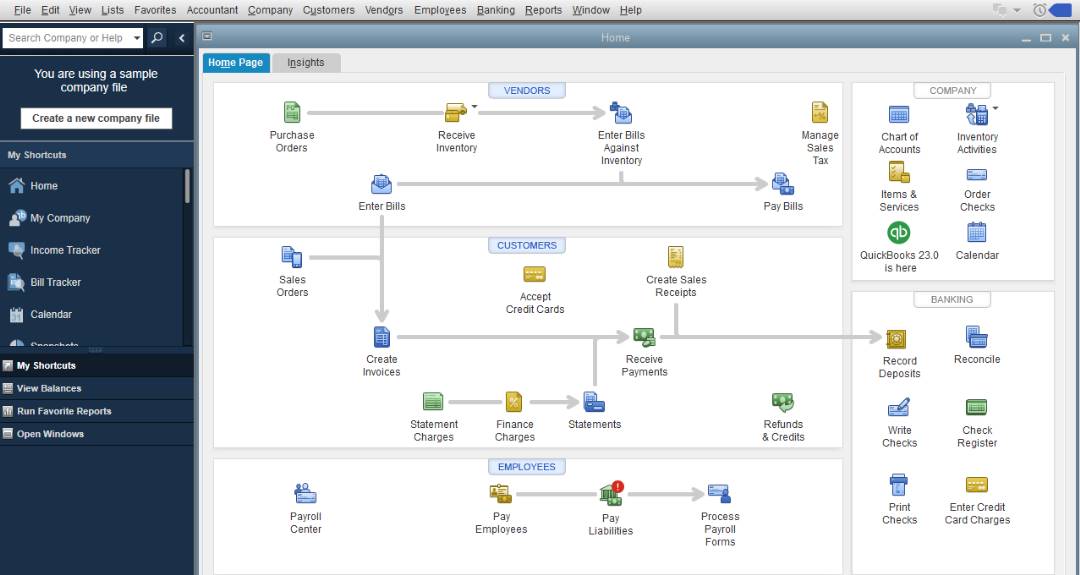 File Edit View Lists Favorites Accountant Company Customers Vendors Employees Banking Reports Window Help
Search Company or Help
Home
You are using a sample
company file
Create a new company file
My Shortcuts
Home
My Company
Income Tracker
Bill Tracker
Calendar
Snapshots
My Shortcuts
View Balances
Run Favorite Reports
Open Windows
Home Page
Insights
VENDORS
Purchase
Orders
Receive
Inventory
Enter Bills
Against
Inventory
Manage
Sales
Tax
Enter Bills
Pay Bills
CUSTOMERS
Sales
Orders
Accept
Credit Cards
Create Sales
Receipts
Create
Invoices
Receive
Payments
Statement
Charges
Finance
Charges
Statements
Refunds
& Credits
EMPLOYEES
Payroll
Center
Pay
Employees
Pay
Liabilities
Process
Payroll
Forms
COMPANY
Chart of
Accounts
Inventory
Activities
Items &
Services
Order
Checks
qb
QuickBooks 23.0
is here
Calendar
BANKING
Record
Deposits
Reconcile
Write
Checks
Check
Register
Print
Checks
Enter Credit
Card Charges